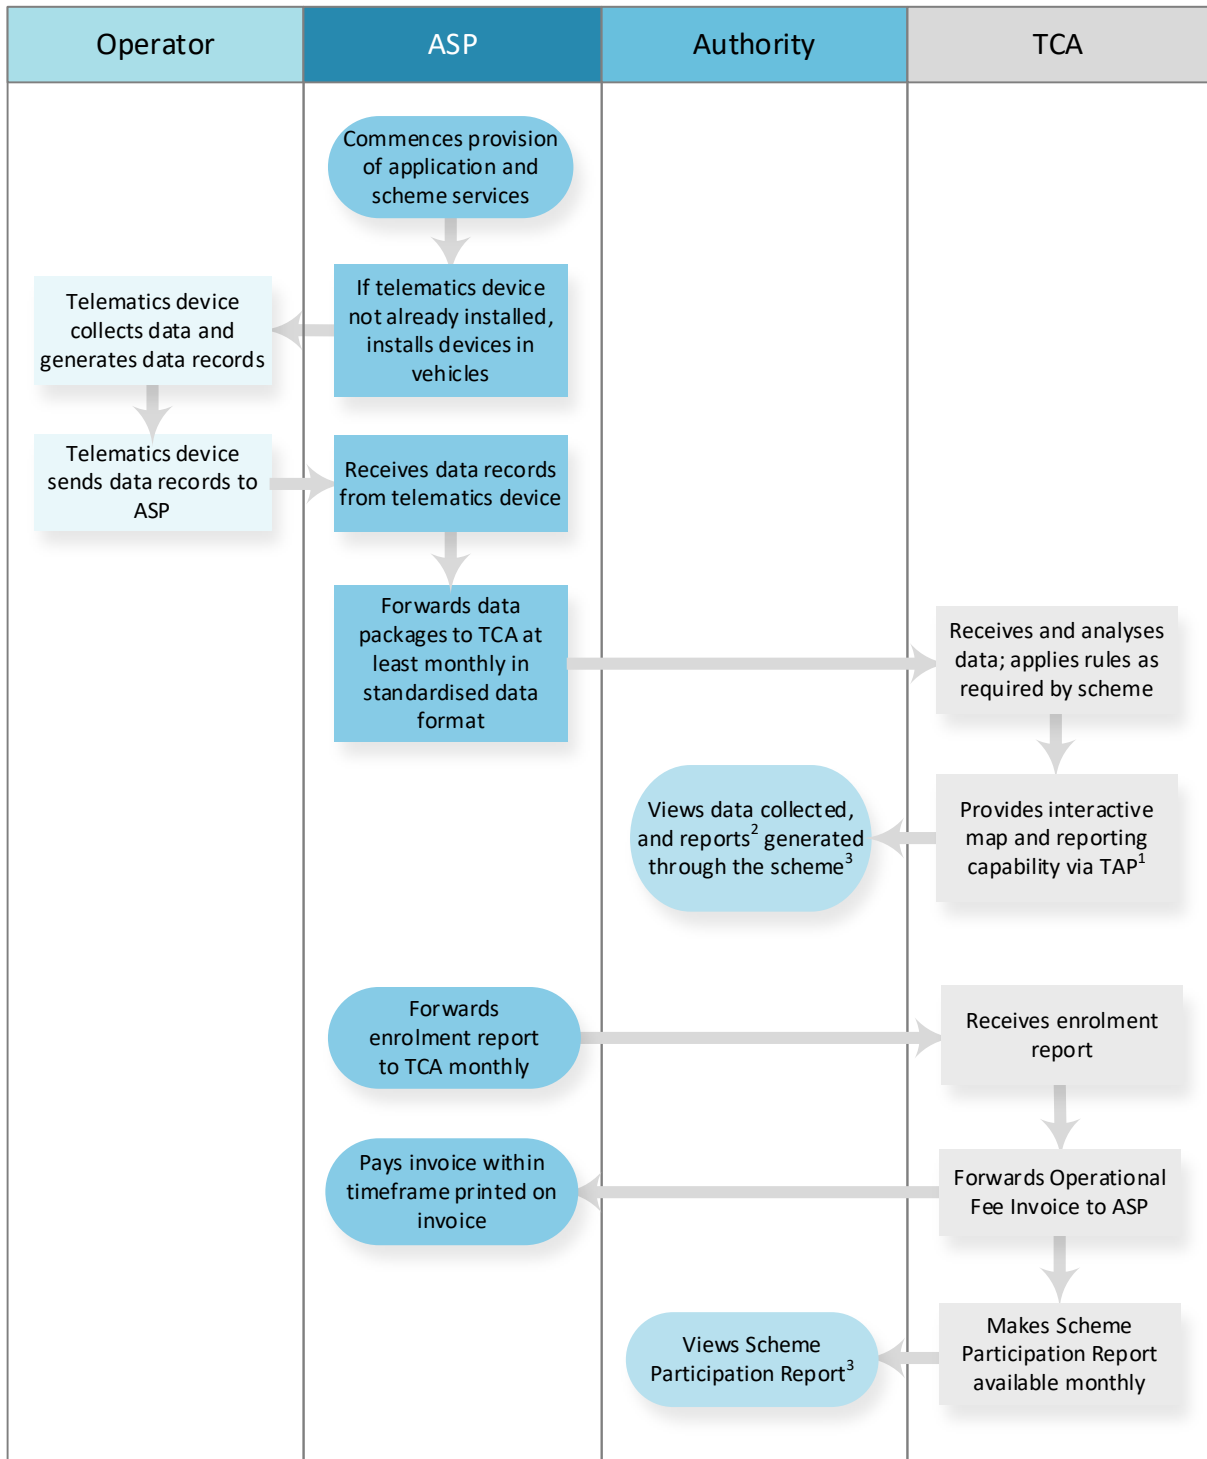 Operator
ASP
Authority
TCA
Commences provision
of application and
scheme services
If telematics device
not already installed,
installs devices in
vehicles
Telematics device
collects data and
generates data records
Telematics device
sends data records to
ASP
Receives data records
from telematics device
Forwards data
packages to TCA at
least monthly in
standardised data
format
Receives and analyses
data; applies rules as
required by scheme
Provides interactive
map and reporting
capability via TAP¹
Views data collected,
and reports² generated
through the scheme³
Forwards
enrolment report
to TCA monthly
Receives enrolment
report
Forwards Operational
Fee Invoice to ASP
Pays invoice within
timeframe printed on
invoice
Makes Scheme
Participation Report
available monthly
Views Scheme
Participation Report³